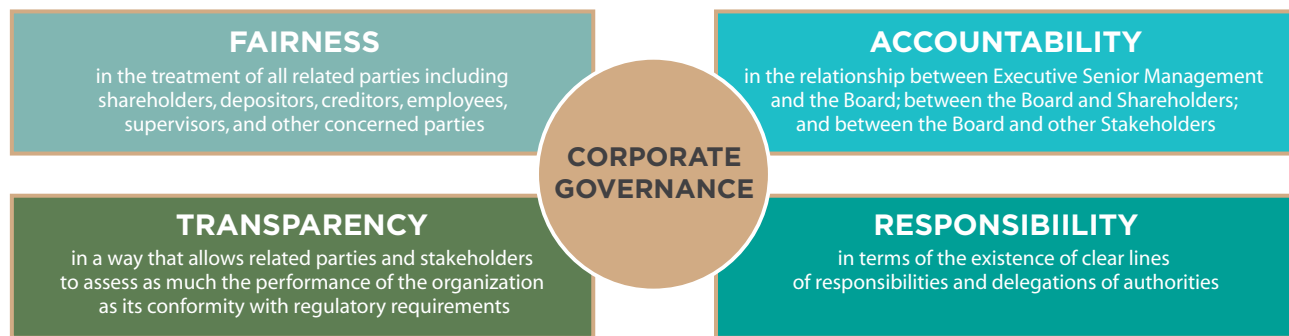 FAIRNESS
in the treatment of all related parties including
shareholders, depositors, creditors, employees,
supervisors, and other concerned parties
ACCOUNTABILITY
in the relationship between Executive Senior Management
and the Board; between the Board and Shareholders;
and between the Board and other Stakeholders
CORPORATE
GOVERNANCE
TRANSPARENCY
in a way that allows related parties and stakeholders
to assess as much the performance of the organization
as its conformity with regulatory requirements
RESPONSIBIILITY
in terms of the existence of clear lines
of responsibilities and delegations of authorities